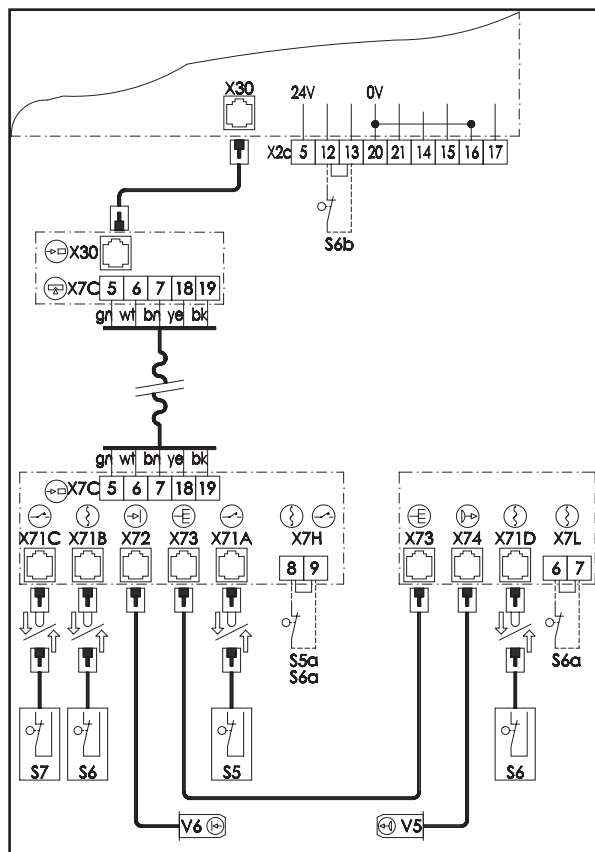 X30 24V 0V
X2c 5 12 13 20 21 14 15 16 17
S6b
X30
X7C 5 6 7 18 19
gn wt bn ye bk
gn wt bn ye bk
X7C 5 6 7 18 19
X71C X71B X72 X73 X71A X7H X73 X74 X71D X7L
8 9 6 7
S5a S6a
S6a
S7 S6 S5 S6
V6 V5